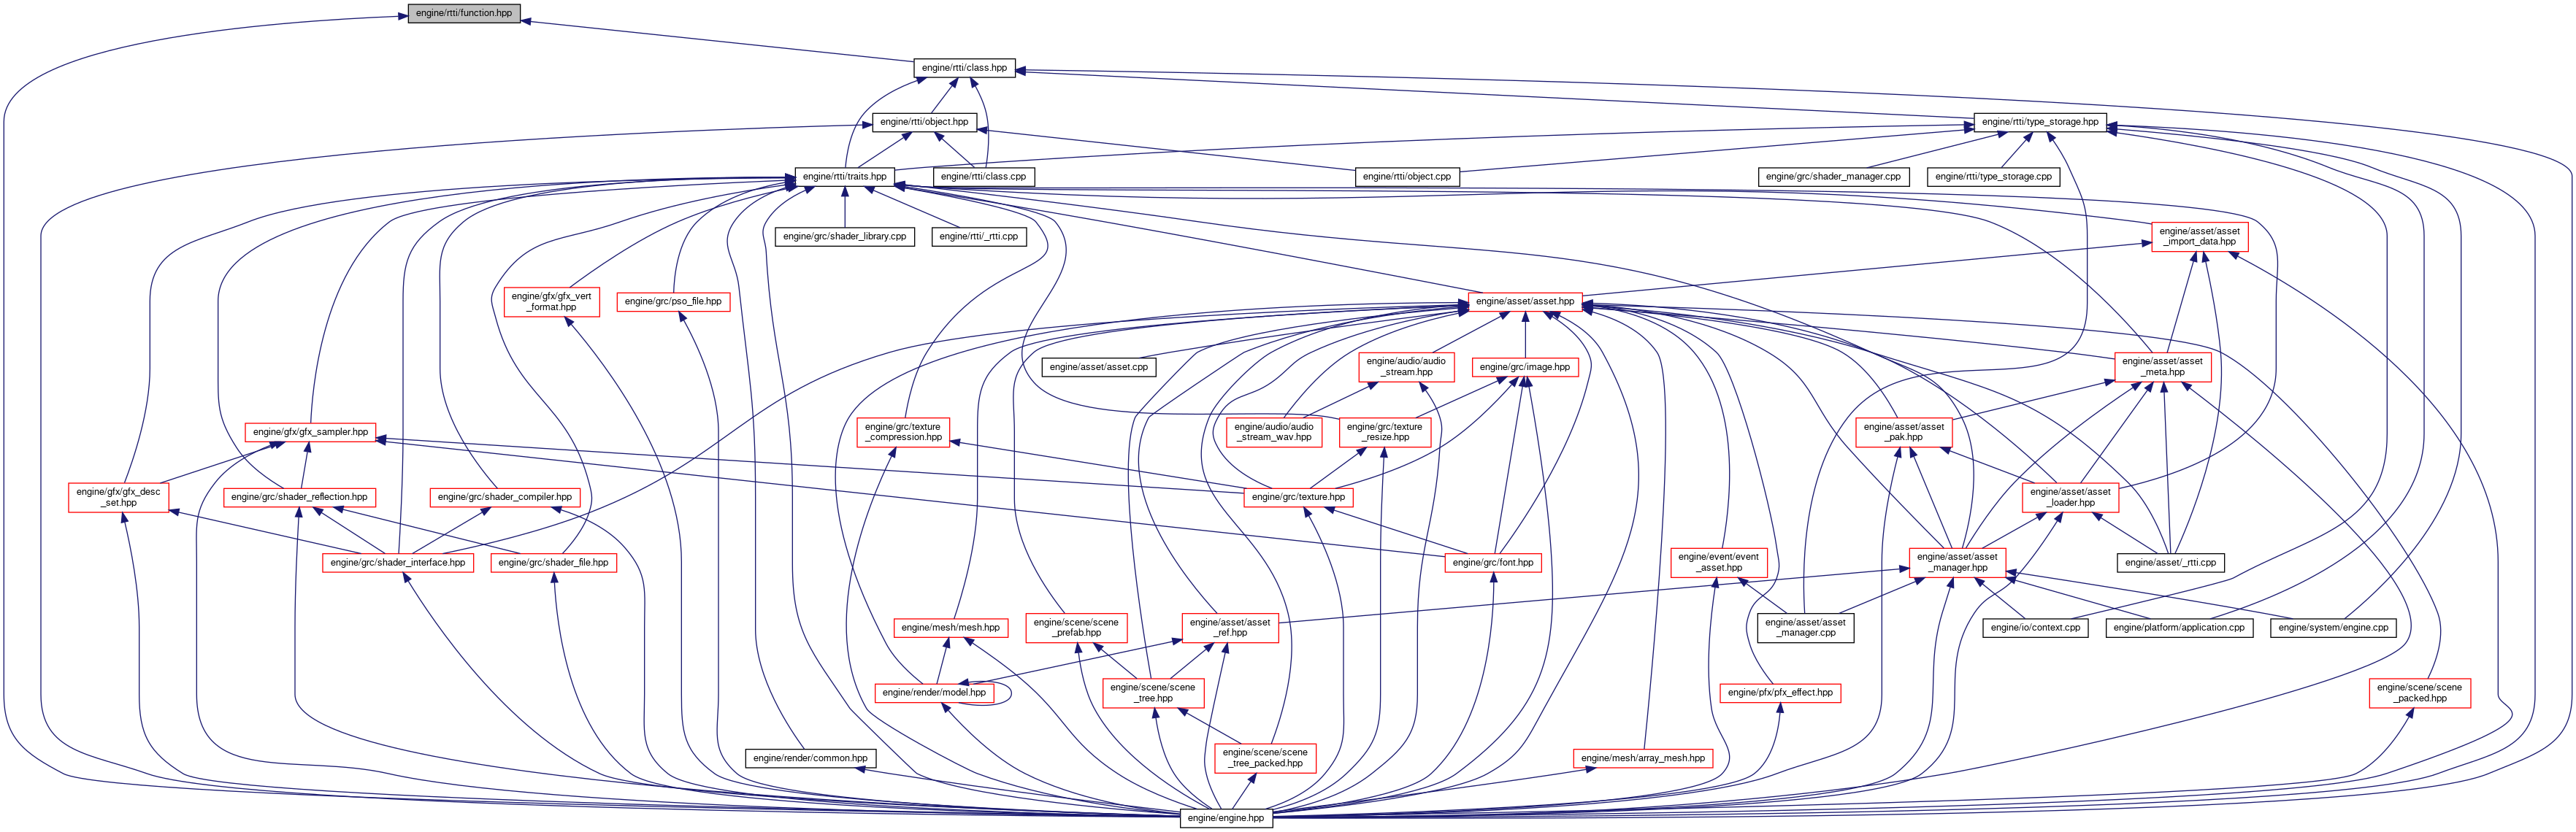 engine/rtti/function.hpp
engine/rtti/class.hpp
engine/rtti/object.hpp
engine/rtti/type_storage.hpp
engine/rtti/traits.hpp
engine/rtti/class.cpp
engine/rtti/object.cpp
engine/grc/shader_manager.cpp
engine/rtti/type_storage.cpp
engine/grc/shader_library.cpp
engine/rtti/_rtti.cpp
engine/asset/asset
_import_data.hpp
engine/gfx/gfx_vert
_format.hpp
engine/grc/pso_file.hpp
engine/asset/asset.hpp
engine/asset/asset.cpp
engine/audio/audio
_stream.hpp
engine/grc/image.hpp
engine/asset/asset
_meta.hpp
engine/gfx/gfx_sampler.hpp
engine/grc/texture
_compression.hpp
engine/audio/audio
_stream_wav.hpp
engine/grc/texture
_resize.hpp
engine/asset/asset
_pak.hpp
engine/gfx/gfx_desc
_set.hpp
engine/grc/shader_reflection.hpp
engine/grc/shader_compiler.hpp
engine/grc/texture.hpp
engine/asset/asset
_loader.hpp
engine/grc/shader_interface.hpp
engine/grc/shader_file.hpp
engine/grc/font.hpp
engine/event/event
_asset.hpp
engine/asset/asset
_manager.hpp
engine/asset/_rtti.cpp
engine/mesh/mesh.hpp
engine/scene/scene
_prefab.hpp
engine/asset/asset
_ref.hpp
engine/asset/asset
_manager.cpp
engine/io/context.cpp
engine/platform/application.cpp
engine/system/engine.cpp
engine/render/model.hpp
engine/scene/scene
_tree.hpp
engine/pfx/pfx_effect.hpp
engine/scene/scene
_packed.hpp
engine/render/common.hpp
engine/scene/scene
_tree_packed.hpp
engine/mesh/array_mesh.hpp
engine/engine.hpp